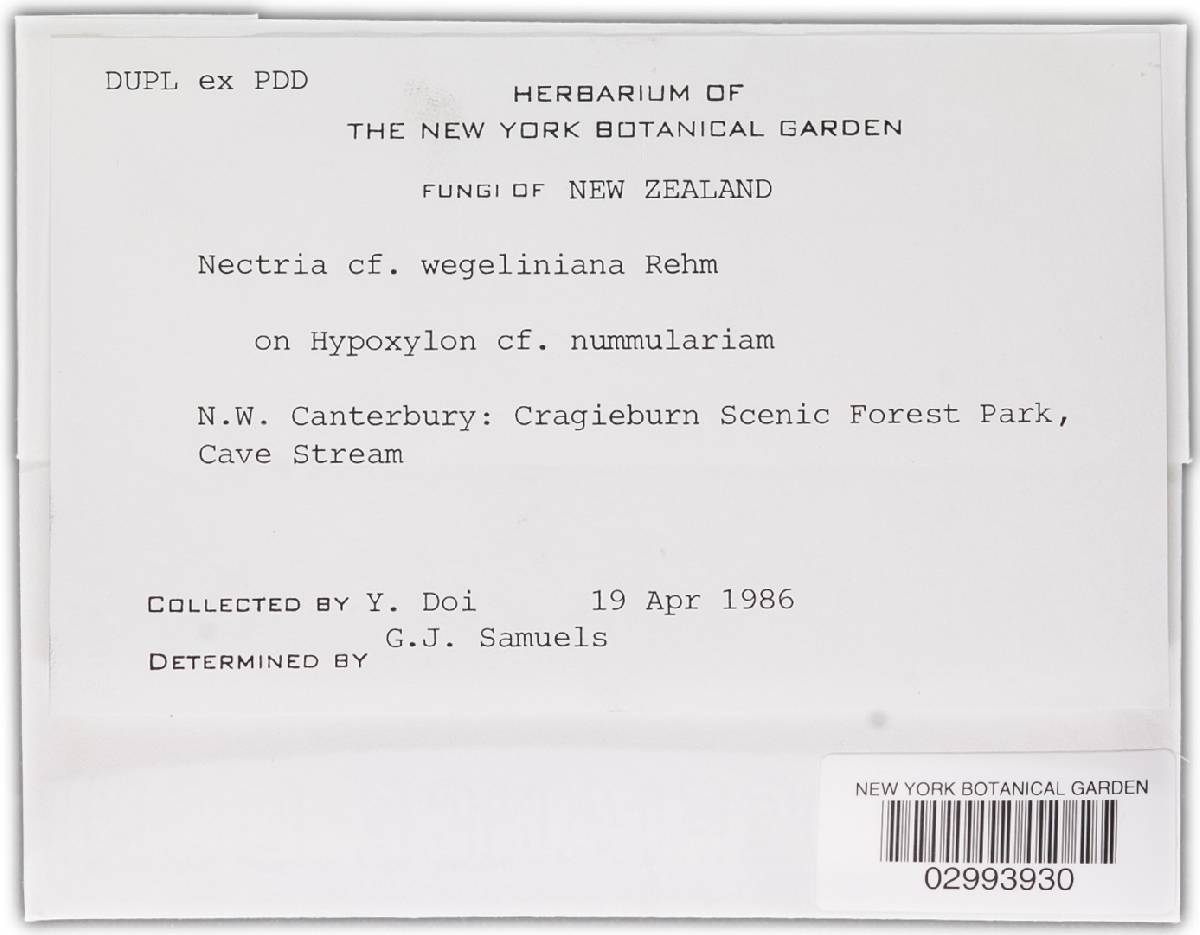 DUPL ex PDD
HERBARIUM OF
THE NEW YORK BOTANICAL GARDEN
FUNGI OF NEW ZEALAND
Nectria cf. wegeliniana Rehm
on Hypoxylon cf. nummulariam
N.W. Canterbury: Cragieburn Scenic Forest Park,
Cave Stream
COLLECTED BY Y. Doi 19 Apr 1986
G.J. Samuels
DETERMINED BY
NEW YORK BOTANICAL GARDEN
02993930